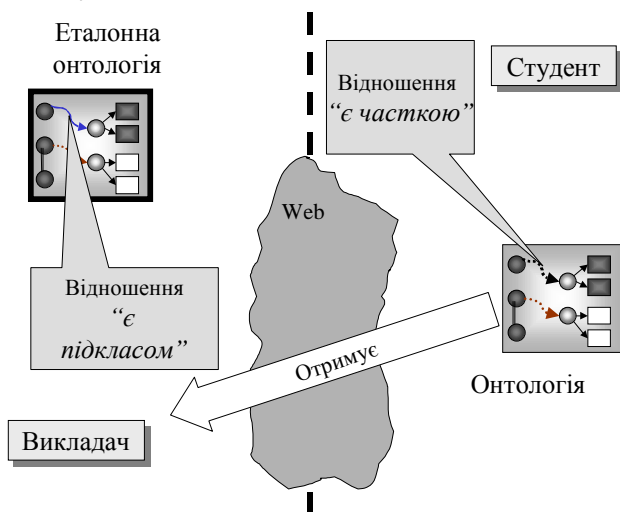 Еталонна
онтологія
Відношення
“є часткою”
Студент
Web
Відношення
“є
підкласом”
Отримує
Онтологія
Викладач